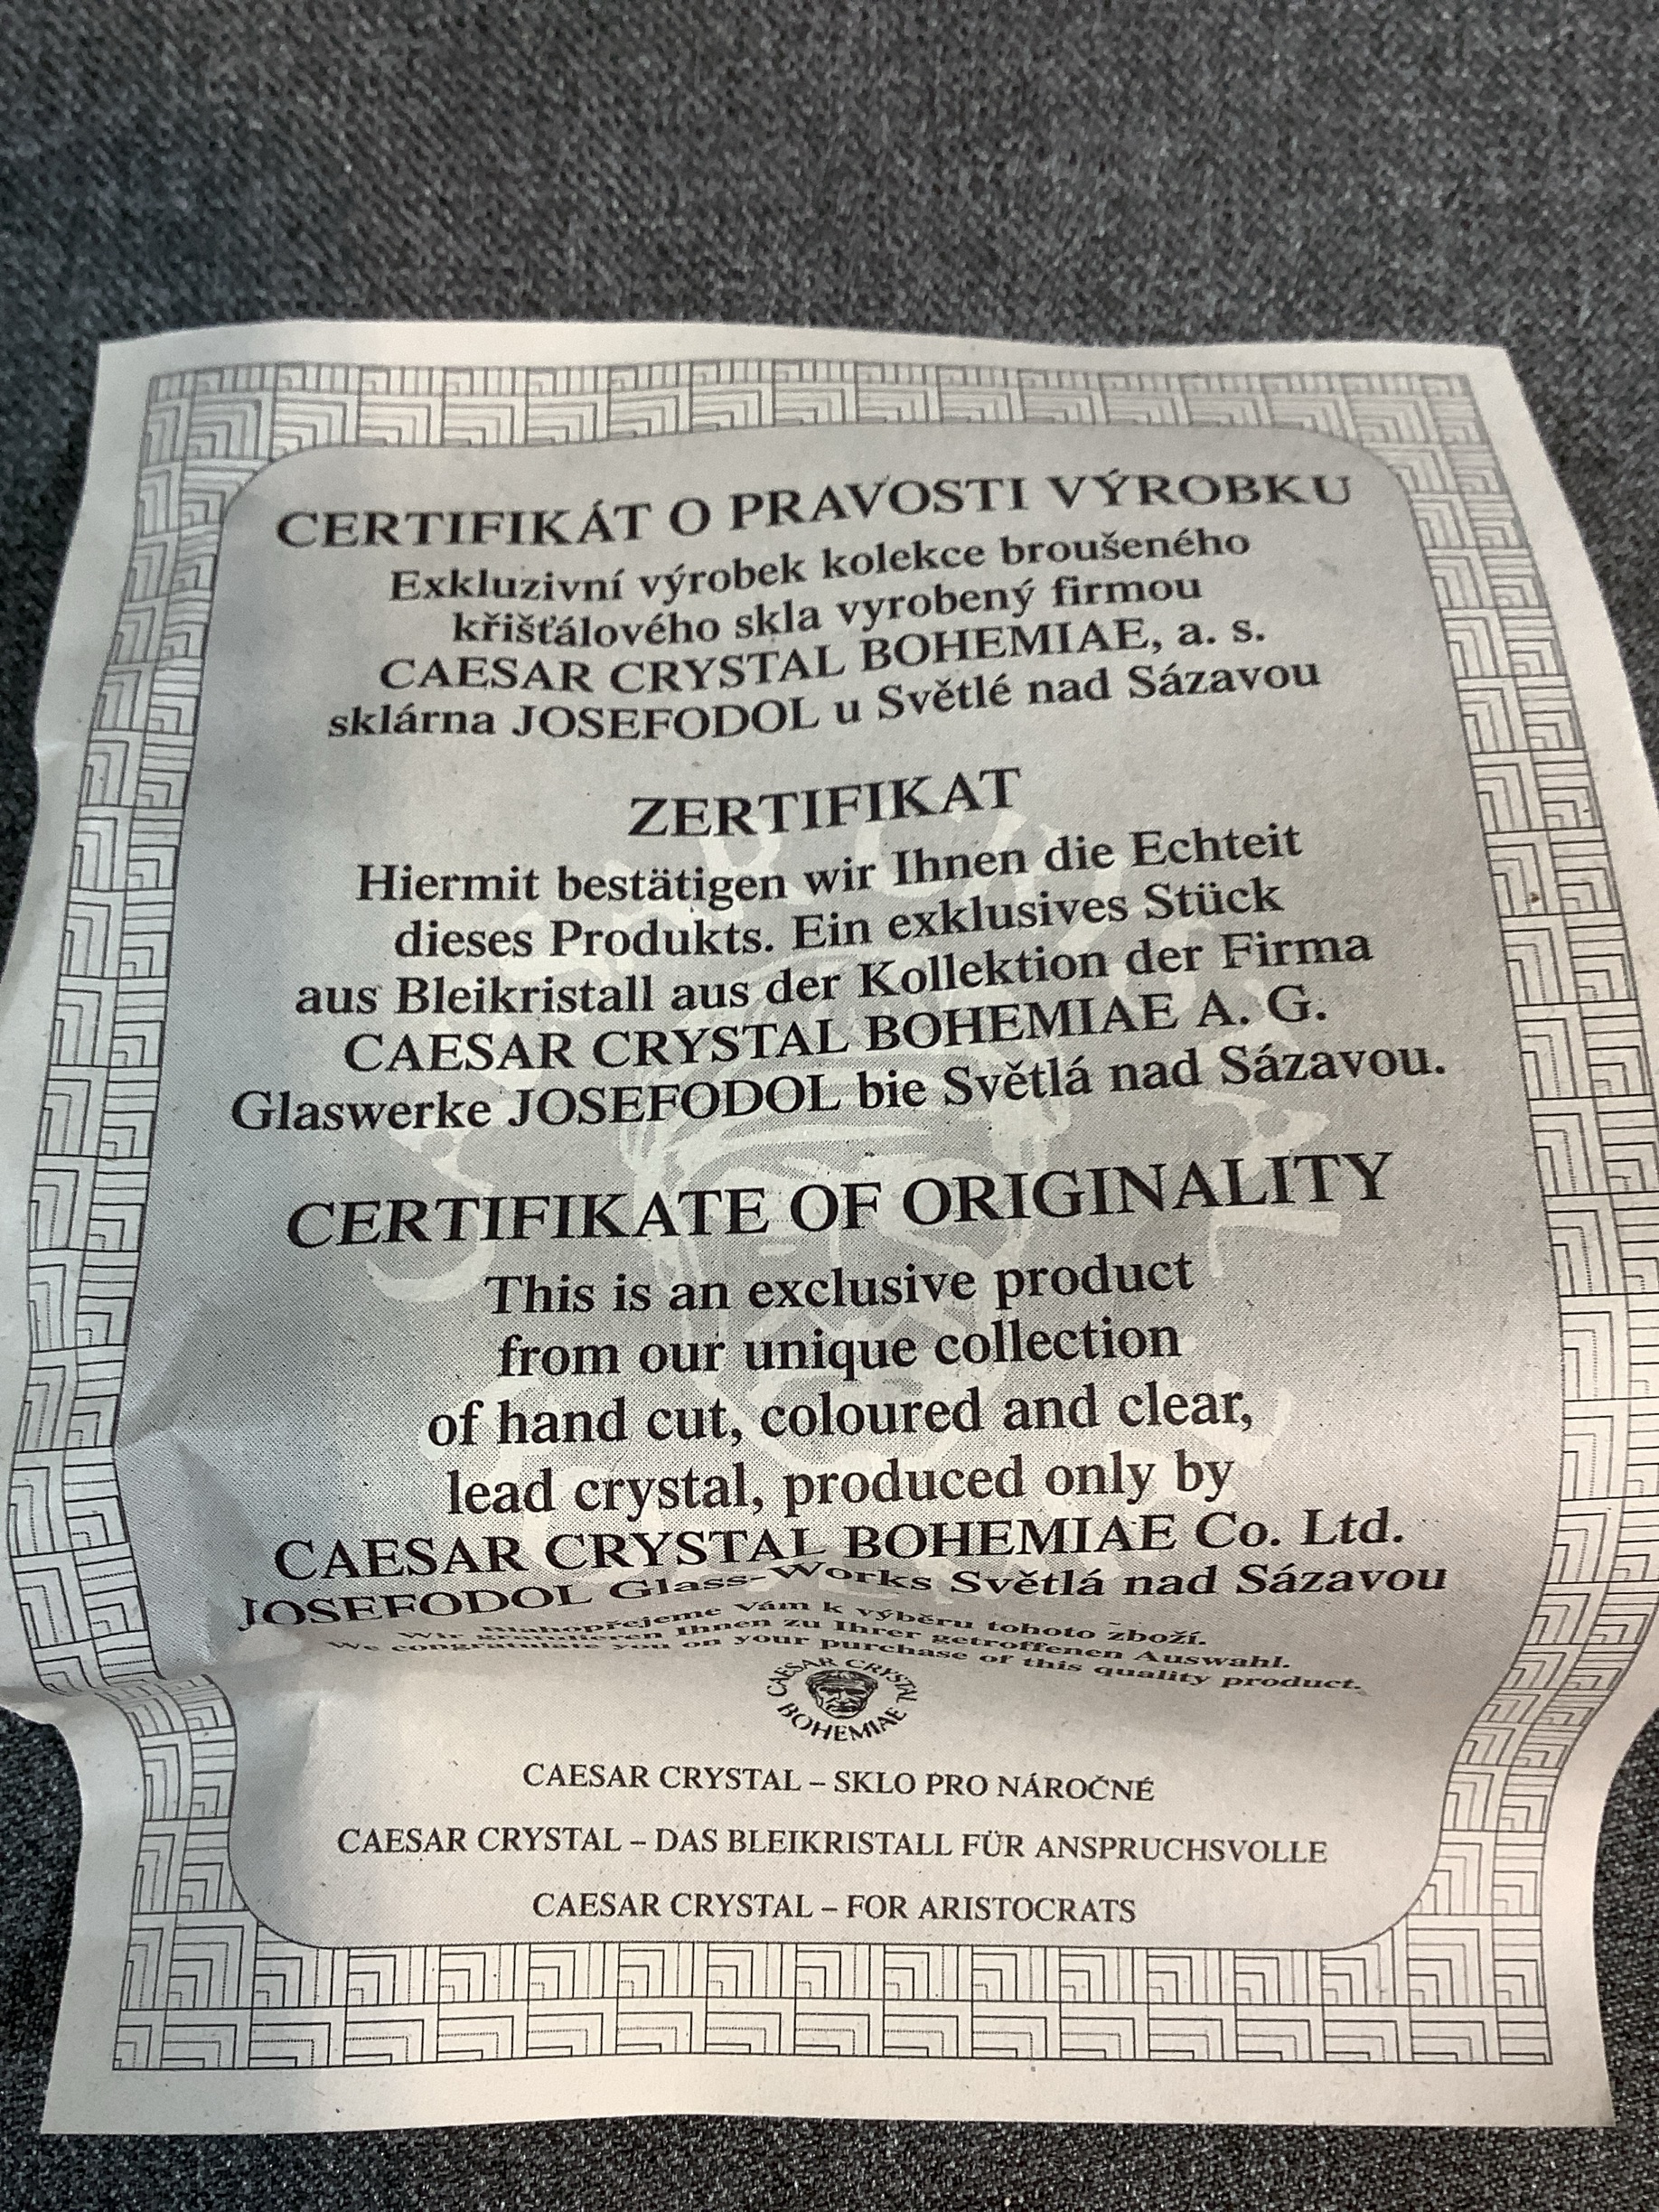 CERTIFIKÁT O PRAVOSTI VÝROBKU
Exkluzivní výrobek kolekce broušeného
křišťálového skla vyrobený firmou
CAESAR CRYSTAL BOHEMIAE, a. s.
sklárna JOSEFODOL u Světlé nad Sázavou
ZERTIFIKAT
Hiermit bestätigen wir Ihnen die Echteit
dieses Produkts. Ein exklusives Stück
aus Bleikristall aus der Kollektion der Firma
CAESAR CRYSTAL BOHEMIAE A. G.
Glaswerke JOSEFODOL bie Světlá nad Sázavou.
CERTIFIKATE OF ORIGINALITY
This is an exclusive product
from our unique collection
of hand cut, coloured and clear,
lead crystal, produced only by
CAESAR CRYSTAL BOHEMIAE Co. Ltd.
JOSEFODOL Glass-Works Světlá nad Sázavou
Blahopřejeme Vám k výběru tohoto zboží.
Wir gratulieren Ihnen zu Ihrer getroffenen Auswahl.
We congratulate you on your purchase of this quality product.
CAESAR CRYSTAL
BOHEMIAE
CAESAR CRYSTAL – SKLO PRO NÁROČNÉ
CAESAR CRYSTAL – DAS BLEIKRISTALL FÜR ANSPRUCHSVOLLE
CAESAR CRYSTAL – FOR ARISTOCRATS